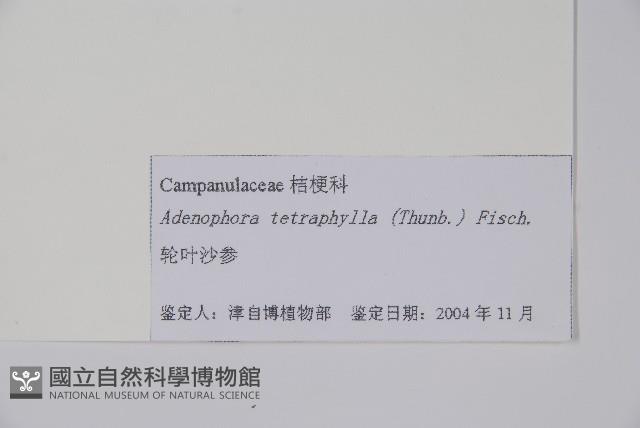 Campanulaceae 桔梗科
Adenophora tetraphylla (Thunb.) Fisch.
轮叶沙参
鉴定人：津自博植物部 鉴定日期：2004 年 11 月
國立自然科學博物館
NATIONAL MUSEUM OF NATURAL SCIENCE